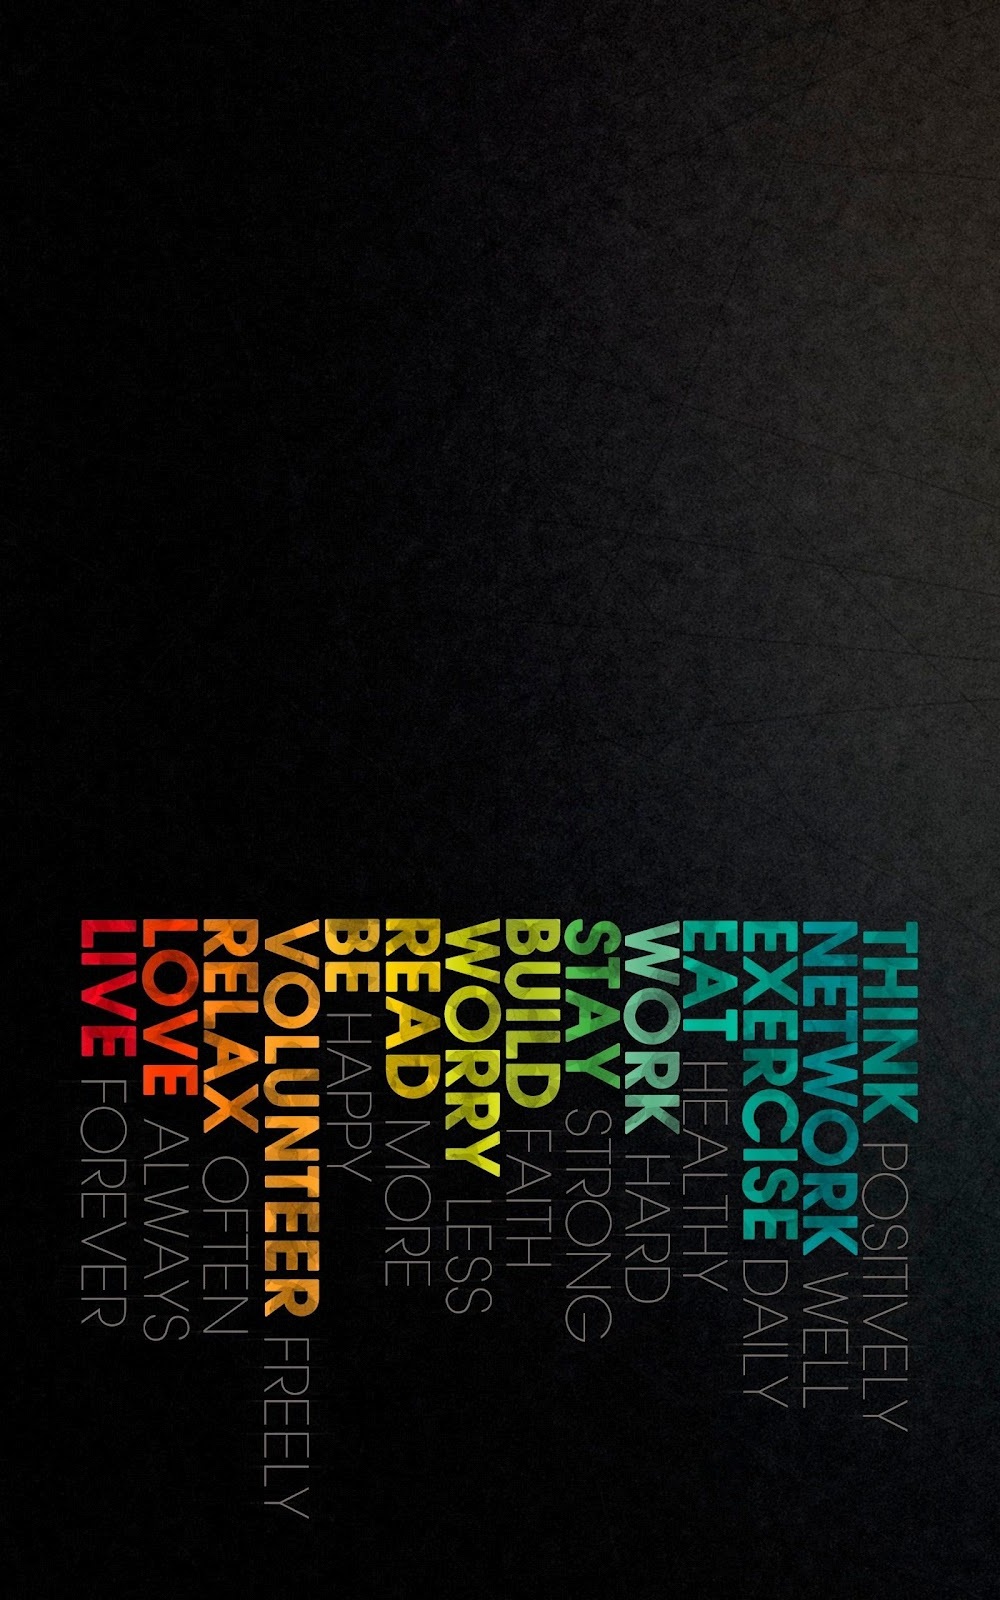 THINK POSITIVELY
NETWORK WELL
EXERCISE DAILY
EAT HEALTHY
WORK HARD
STAY STRONG
BUILD FAITH
WORRY LESS
READ MORE
BE HAPPY
VOLUNTEER FREELY
RELAX OFTEN
LOVE ALWAYS
LIVE FOREVER